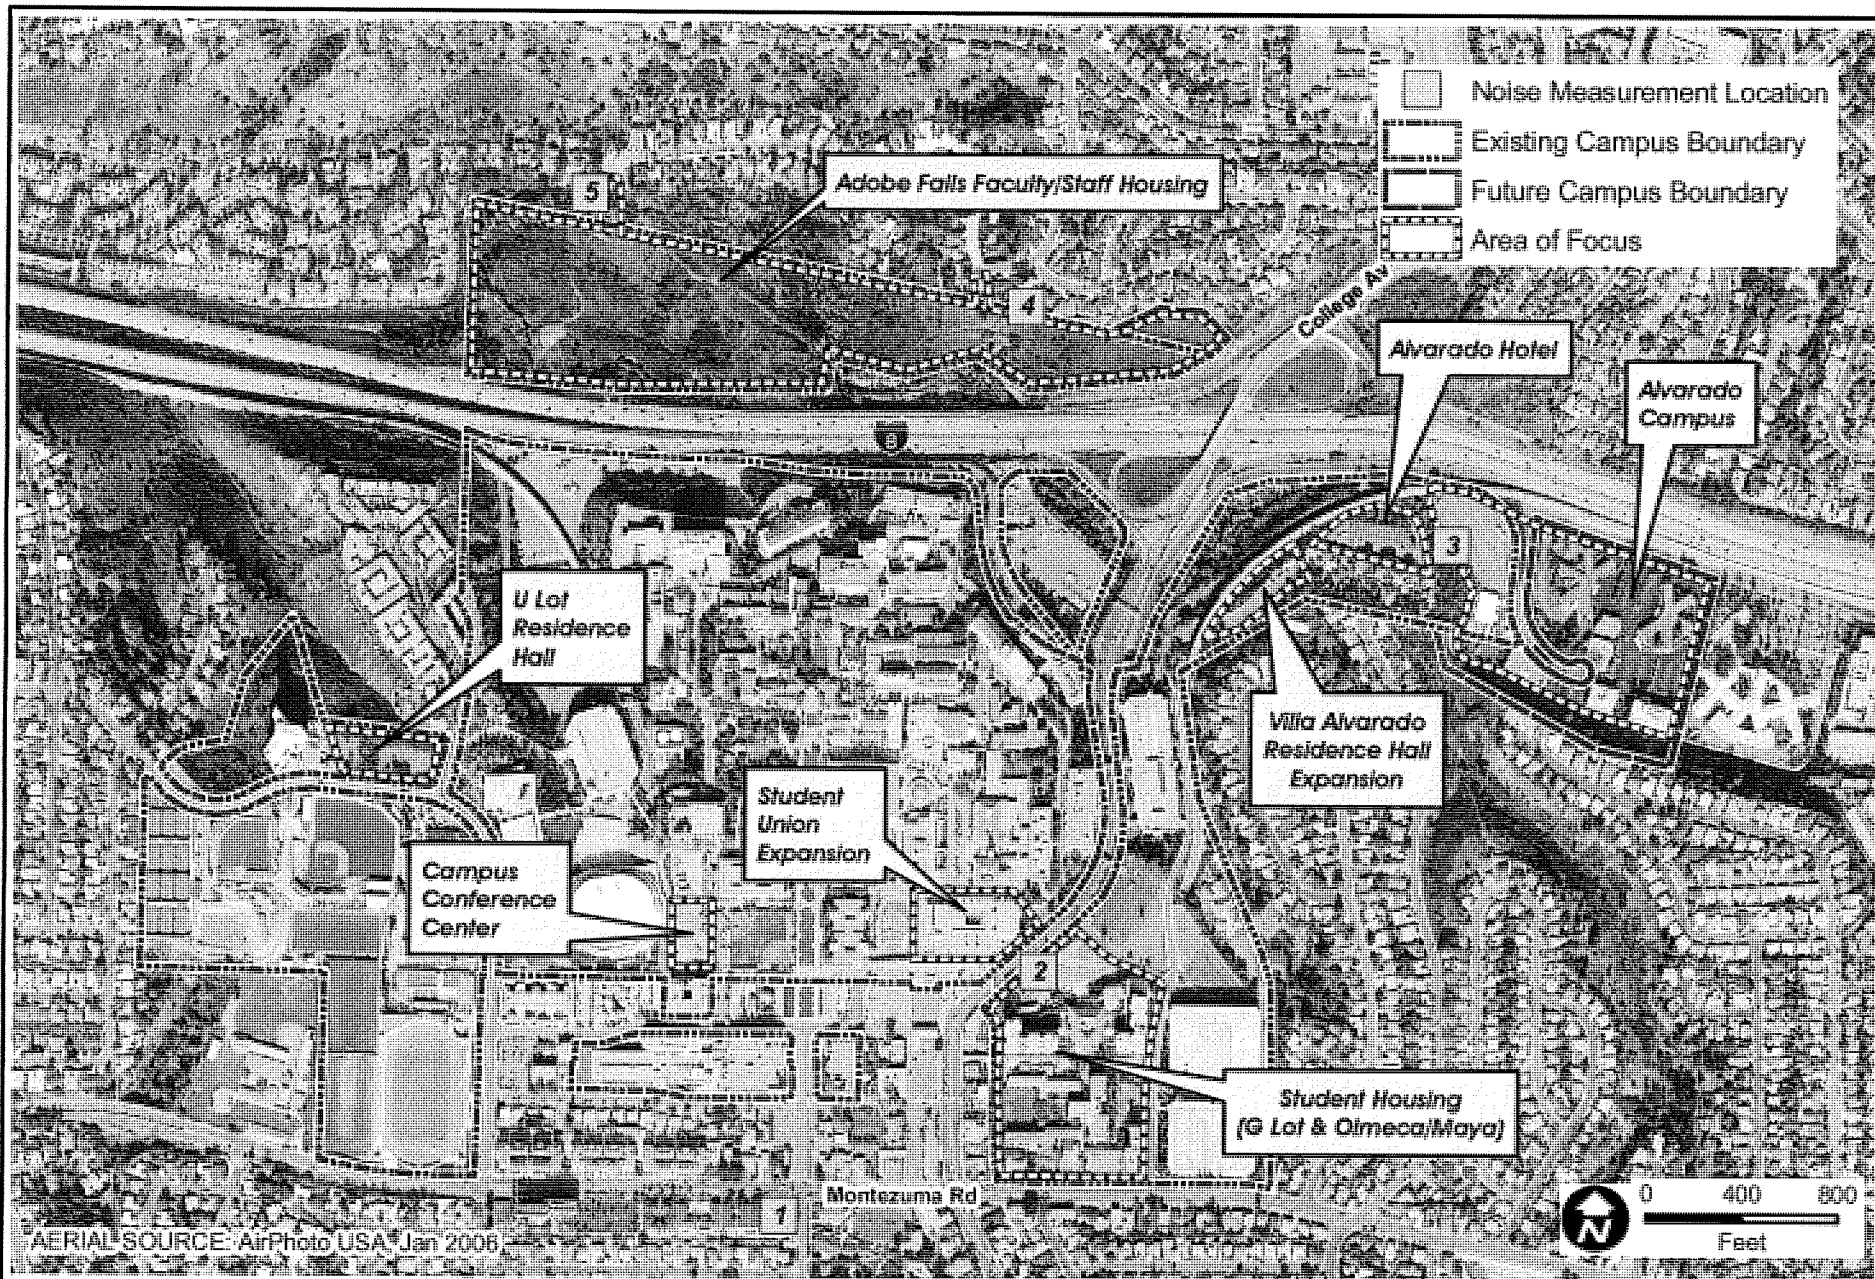 Noise Measurement Location
Existing Campus Boundary
Future Campus Boundary
Area of Focus
5
Adobe Falls Faculty/Staff Housing
4
College Av
Alvarado Hotel
Alvarado
Campus
8
3
U Lot
Residence
Hall
Villa Alvarado
Residence Hall
Expansion
Student
Union
Expansion
Campus
Conference
Center
2
Student Housing
(G Lot & Olmeca/Maya)
Montezuma Rd
1
N
0 400 800
Feet
AERIAL SOURCE: AirPhoto USA, Jan 2006